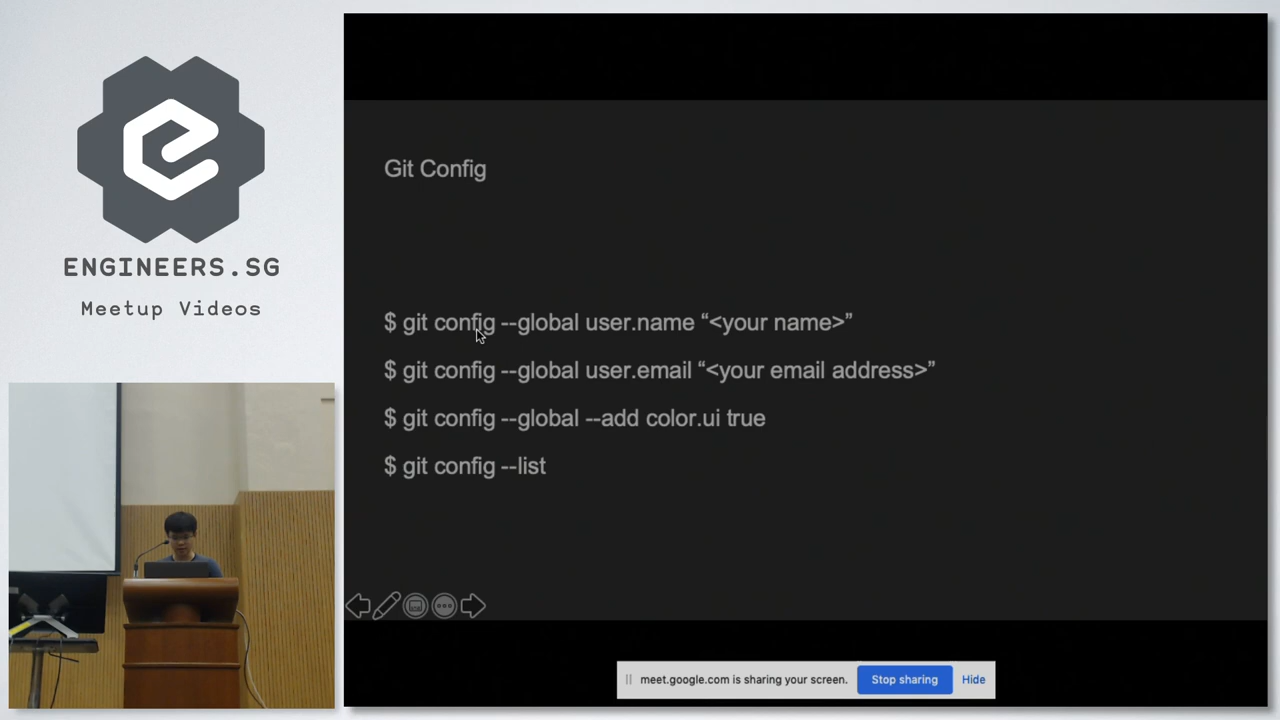 ENGINEERS.SG
Meetup Videos
Git Config
$ git config --global user.name “<your name>”
$ git config --global user.email “<your email address>”
$ git config --global --add color.ui true
$ git config --list
meet.google.com is sharing your screen.
Stop sharing
Hide